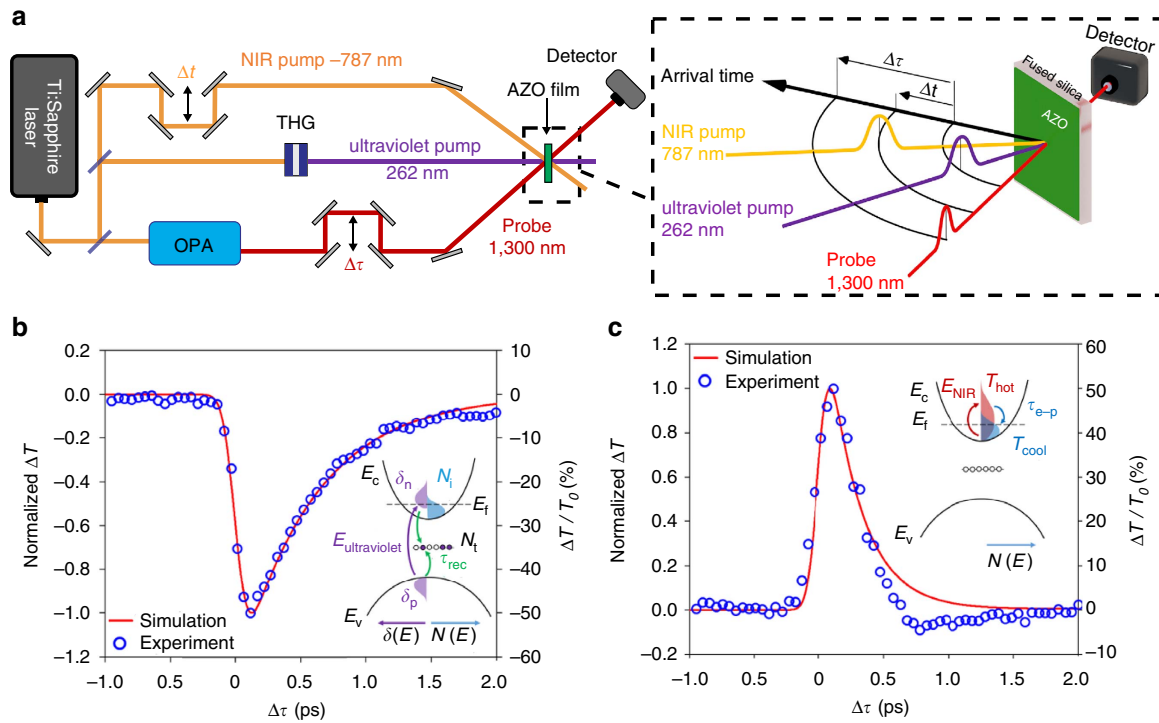 a
Ti:Sapphire
laser
Δt
NIR pump –787 nm
Detector
AZO film
THG
ultraviolet pump
262 nm
OPA
Δτ
Probe
1,300 nm
Arrival time
Δτ
Δt
Fused silica
AZO
Detector
NIR pump
787 nm
ultraviolet pump
262 nm
Probe
1,300 nm
b
0.2
0.0
−0.2
−0.4
−0.6
−0.8
−1.0
−1.2
Normalized ΔT
10
0
−10
−20
−30
−40
−50
−60
ΔT / T0 (%)
Ec
δn
Ni
Ef
Eultraviolet
Nt
τrec
δp
Ev
δ(E)
N(E)
Simulation
Experiment
−1.0
−0.5
0
0.5
1.0
1.5
2.0
Δτ (ps)
c
1.2
1.0
0.8
0.6
0.4
0.2
0.0
0.2
Normalized ΔT
60
50
40
30
20
10
0
−10
ΔT / T0 (%)
Simulation
Experiment
Ec
ENIR
Thot
τe–p
Ef
Tcool
Ev
N(E)
−1.0
−0.5
0
0.5
1.0
1.5
2.0
Δτ (ps)